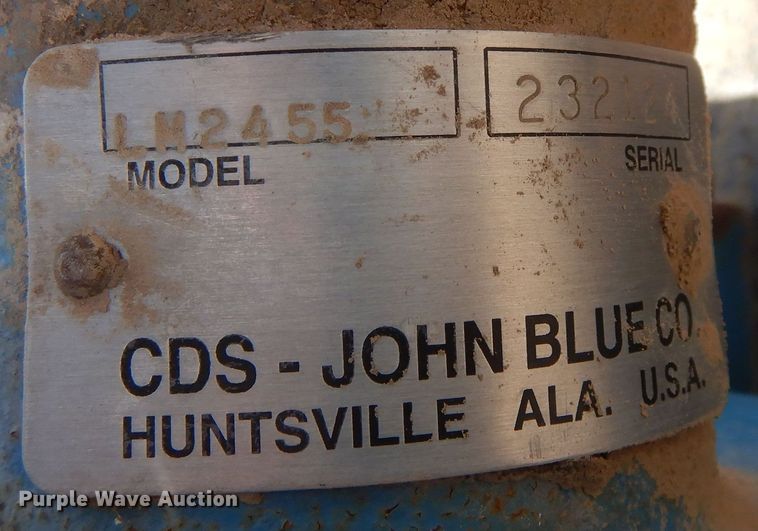 LM2455
MODEL
SERIAL
CDS - JOHN BLUE CO
HUNTSVILLE ALA. U.S.A.
Purple Wave Auction